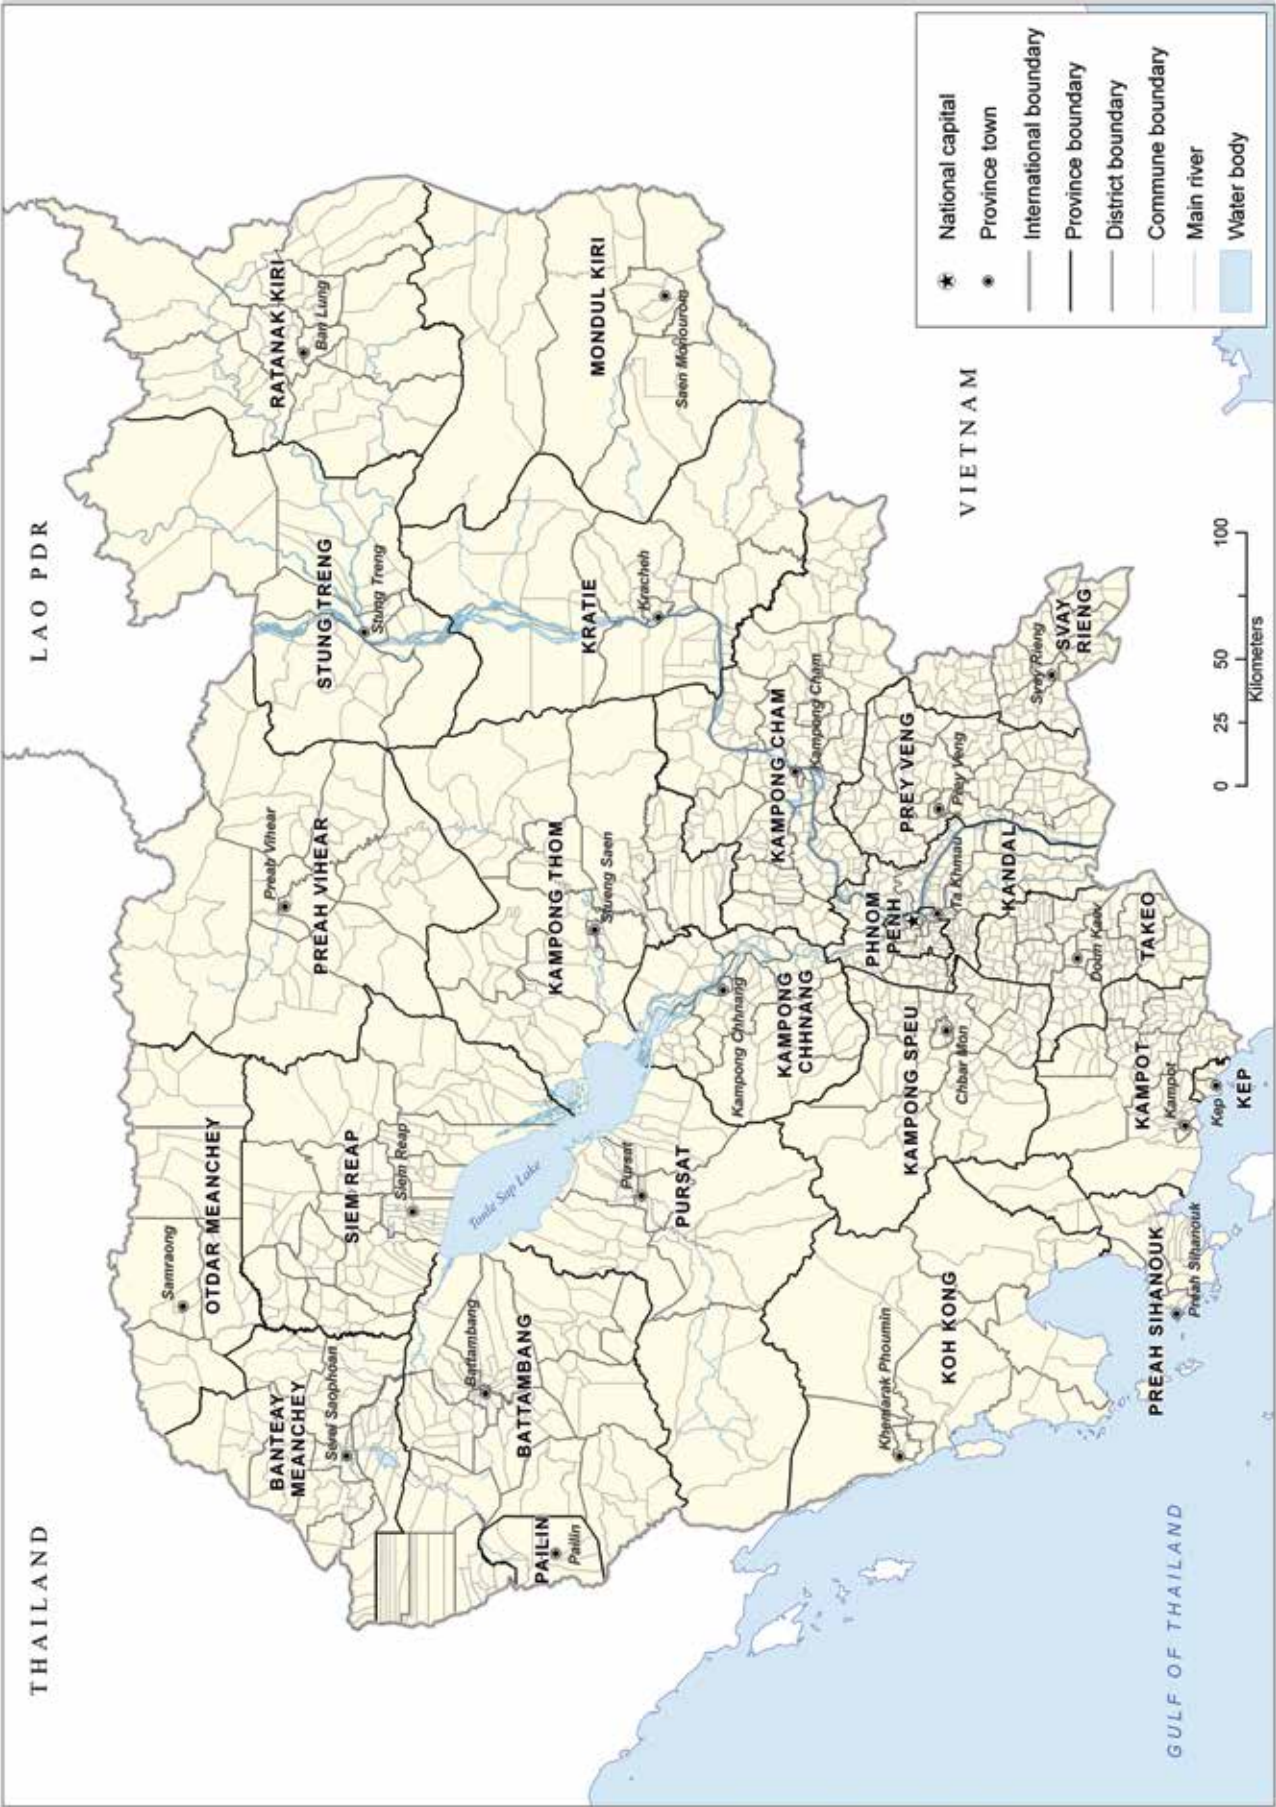 THAILAND
LAO PDR
Samraong
OTDAR MEANCHEY
Preah Vihear
PREAH VIHEAR
BANTEAY
MEANCHEY
Serei Saophoan
SIEM REAP
Siem Reap
STUNG TRENG
Stung Treng
RATANAK KIRI
Ban Lung
Battambang
BATTAMBANG
Tonle Sap Lake
KAMPONG THOM
Stueng Saen
KRATIE
Kracheh
MONDUL KIRI
Saen Monourom
PAILIN
Pailin
Pursat
PURSAT
Kampong Chhnang
KAMPONG
CHHNANG
KAMPONG CHAM
Kampong Cham
Khemarak Phoumin
KOH KONG
KAMPONG SPEU
Chbar Mon
PHNOM
PENH
Ta Khmau
KANDAL
PREY VENG
Prey Veng
Svay Rieng
SVAY
RIENG
VIETNAM
Doun Kaev
TAKEO
KAMPOT
Kampot
Kep
KEP
PREAH SIHANOUK
Preah Sihanouk
GULF OF THAILAND
0 25 50 100
Kilometers
National capital
Province town
International boundary
Province boundary
District boundary
Commune boundary
Main river
Water body